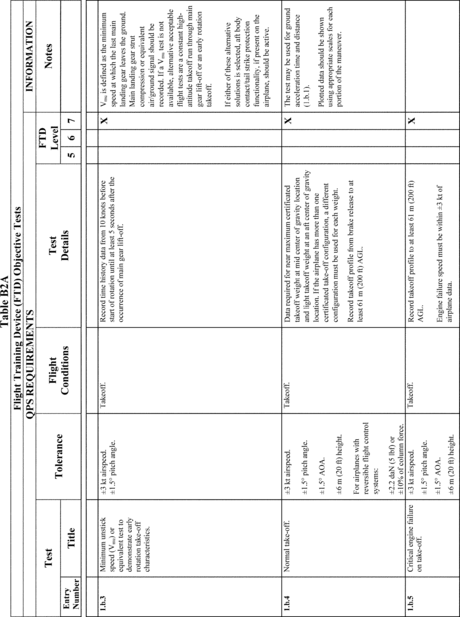 Table B2A
Flight Training Device (FTD) Objective Tests
QPS REQUIREMENTS
INFORMATION
Test
Tolerance
Flight
Conditions
Test
Details
FTD
Level
Notes
Entry
Number
Title
5
6
7
1.b.3
Minimum unstick
speed (Vmu) or
equivalent test to
demonstrate early
rotation take-off
characteristics.
±3 kt airspeed.
±1.5° pitch angle.
Takeoff.
Record time history data from 10 knots before
start of rotation until at least 5 seconds after the
occurrence of main gear lift-off.
X
Vmu is defined as the minimum
speed at which the last main
landing gear leaves the ground.
Main landing gear strut
compression or equivalent
air/ground signal should be
recorded. If a Vmu test is not
available, alternative acceptable
flight tests are a constant high-
attitude takeoff run through main
gear lift-off or an early rotation
takeoff.
If either of these alternative
solutions is selected, aft body
contact/tail strike protection
functionality, if present on the
airplane, should be active.
1.b.4
Normal take-off.
±3 kt airspeed.
±1.5° pitch angle.
±1.5° AOA.
±6 m (20 ft) height.
For airplanes with
reversible flight control
systems:
±2.2 daN (5 lbf) or
±10% of column force.
Takeoff.
Data required for near maximum certificated
takeoff weight at mid center of gravity location
and light takeoff weight at an aft center of gravity
location. If the airplane has more than one
certificated take-off configuration, a different
configuration must be used for each weight.
Record takeoff profile from brake release to at
least 61 m (200 ft) AGL.
X
The test may be used for ground
acceleration time and distance
(1.b.1).
Plotted data should be shown
using appropriate scales for each
portion of the maneuver.
1.b.5
Critical engine failure
on take-off.
±3 kt airspeed.
±1.5° pitch angle.
±1.5° AOA.
±6 m (20 ft) height.
Takeoff.
Record takeoff profile to at least 61 m (200 ft)
AGL.
Engine failure speed must be within ±3 kt of
airplane data.
X